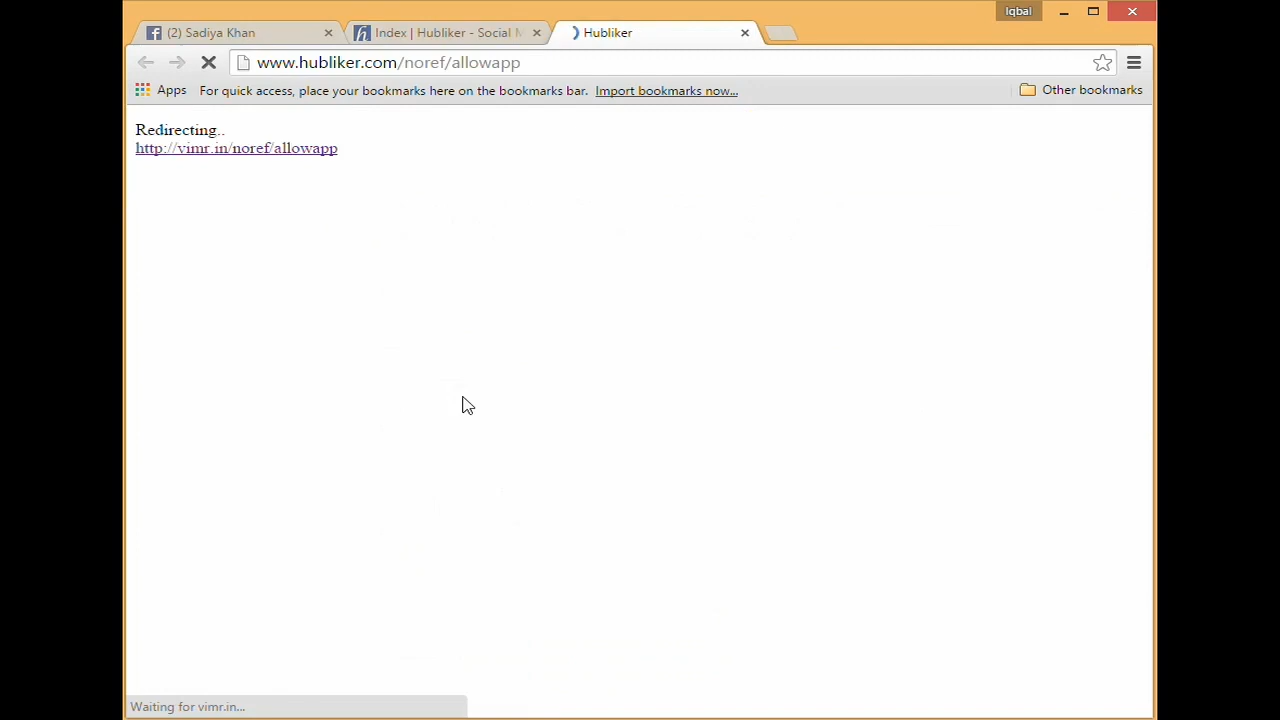 Iqbal
(2) Sadiya Khan
Index | Hubliker - Social M
Hubliker
www.hubliker.com/noref/allowapp
Apps
For quick access, place your bookmarks here on the bookmarks bar. Import bookmarks now...
Other bookmarks
Redirecting..
http://vimr.in/noref/allowapp
Waiting for vimr.in...